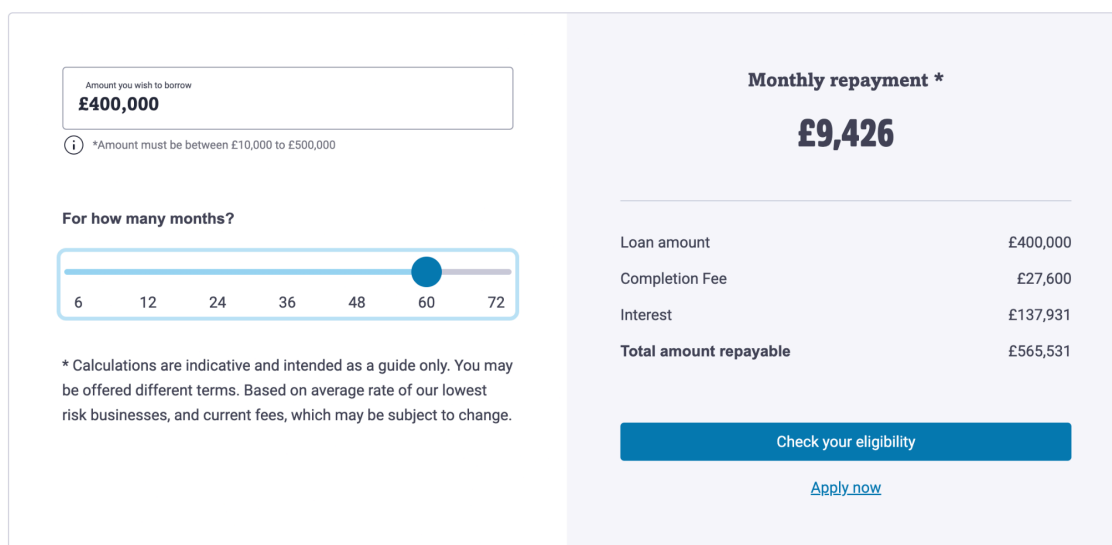 Amount you wish to borrow
£400,000
*Amount must be between £10,000 to £500,000
For how many months?
6 12 24 36 48 60 72
* Calculations are indicative and intended as a guide only. You may
be offered different terms. Based on average rate of our lowest
risk businesses, and current fees, which may be subject to change.
Monthly repayment *
£9,426
Loan amount £400,000
Completion Fee £27,600
Interest £137,931
Total amount repayable £565,531
Check your eligibility
Apply now